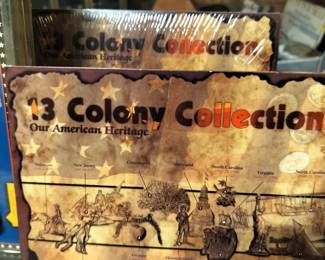 13 Colony Collection
Our American Heritage
13 Colony Collection
Our American Heritage
New Jersey Maryland South Carolina Virginia North Carolina
Georgia